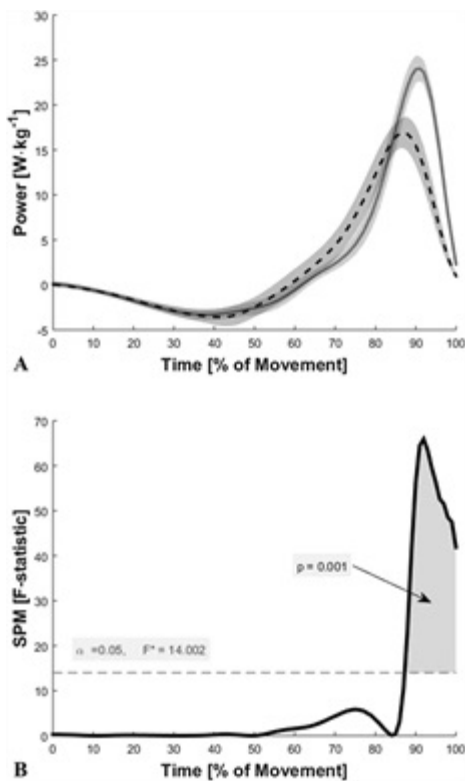 30
25
20
15
10
5
0
-5
Power [W·kg⁻¹]
0 10 20 30 40 50 60 70 80 90 100
A Time [% of Movement]
70
60
50
40
30
20
10
0
SPM [F-statistic]
p = 0.001
α =0.05, F* = 14.002
0 10 20 30 40 50 60 70 80 90 100
B Time [% of Movement]